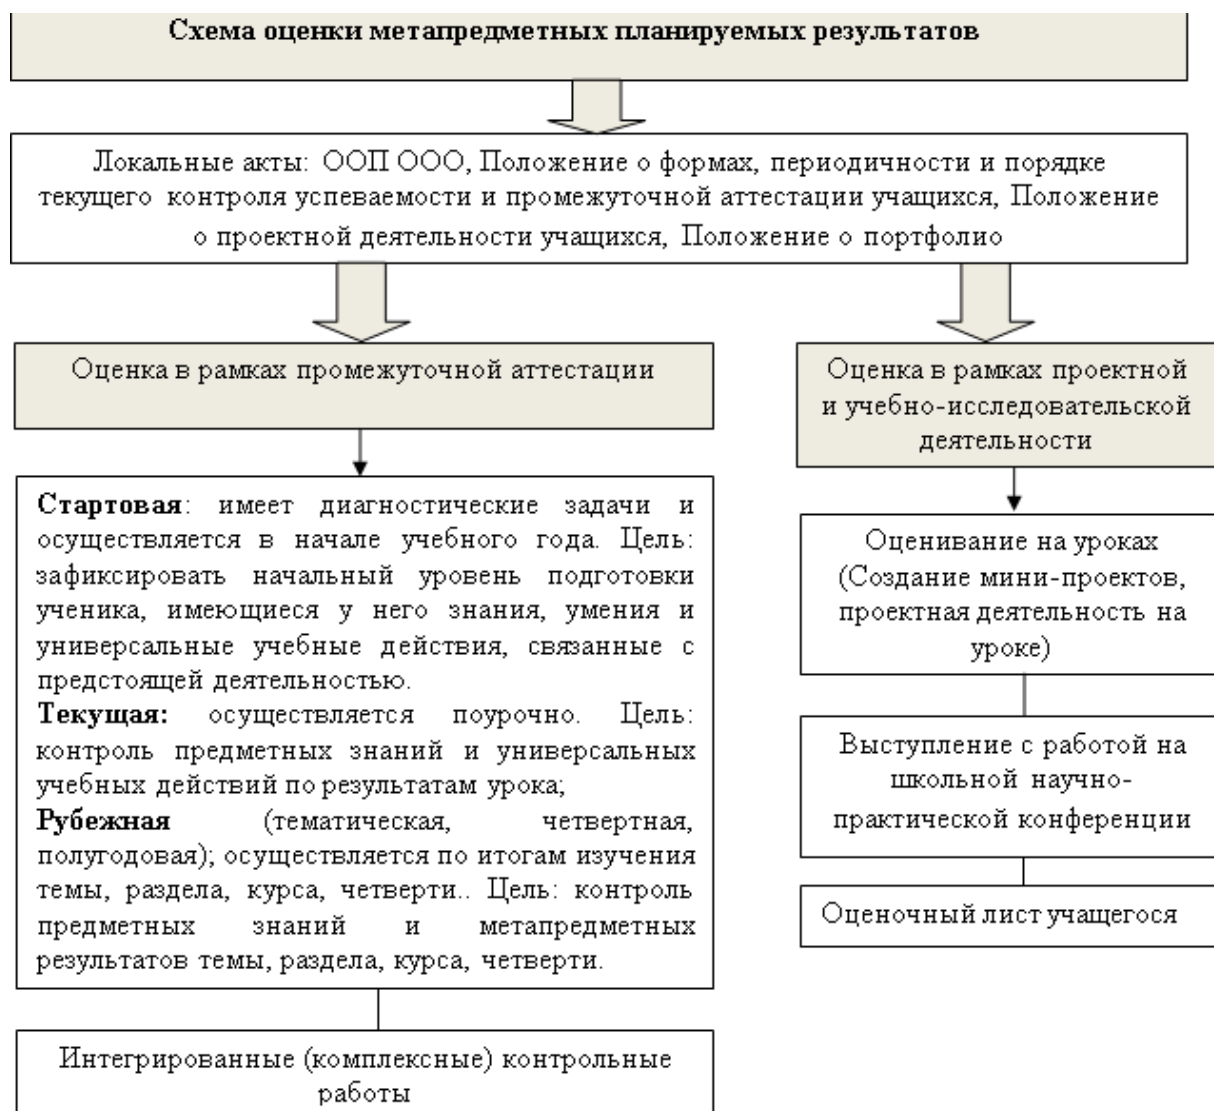 Схема оценки метапредметных планируемых результатов
Локальные акты: ООП ООО, Положение о формах, периодичности и порядке
текущего контроля успеваемости и промежуточной аттестации учащихся, Положение
о проектной деятельности учащихся, Положение о портфолио
Оценка в рамках промежуточной аттестации
Стартовая: имеет диагностические задачи и
осуществляется в начале учебного года. Цель:
зафиксировать начальный уровень подготовки
ученика, имеющиеся у него знания, умения и
универсальные учебные действия, связанные с
предстоящей деятельностью.
Текущая: осуществляется поурочно. Цель:
контроль предметных знаний и универсальных
учебных действий по результатам урока;
Рубежная (тематическая, четвертная,
полугодовая); осуществляется по итогам изучения
темы, раздела, курса, четверти.. Цель: контроль
предметных знаний и метапредметных
результатов темы, раздела, курса, четверти.
Интегрированные (комплексные) контрольные
работы
Оценка в рамках проектной
и учебно-исследовательской
деятельности
Оценивание на уроках
(Создание мини-проектов,
проектная деятельность на
уроке)
Выступление с работой на
школьной научно-
практической конференции
Оценочный лист учащегося